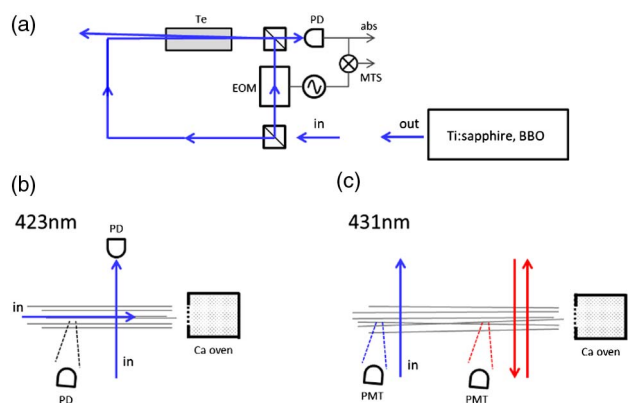 (a)
Te
PD
abs
EOM
MTS
in
out
Ti:sapphire, BBO
(b)
(c)
423nm
431nm
PD
in
in
Ca oven
PD
in
Ca oven
PMT
PMT